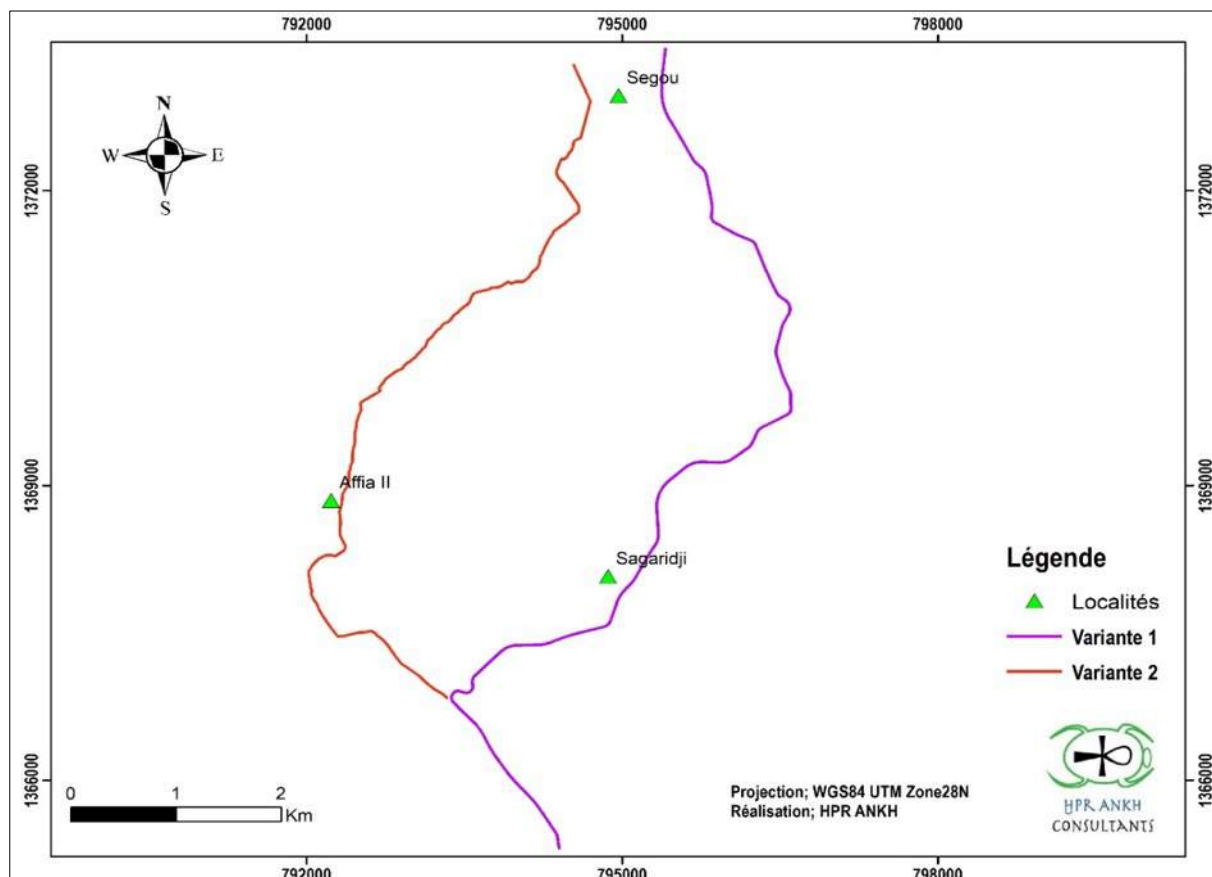 792000 795000 798000
N
W E
S
Segou
1372000 1372000
Affia II
1369000 1369000
Sagaridji
Légende
Localités
Variante 1
Variante 2
1366000 1366000
0 1 2
Km
Projection; WGS84 UTM Zone28N
Réalisation; HPR ANKH
HPR ANKH
CONSULTANTS
792000 795000 798000